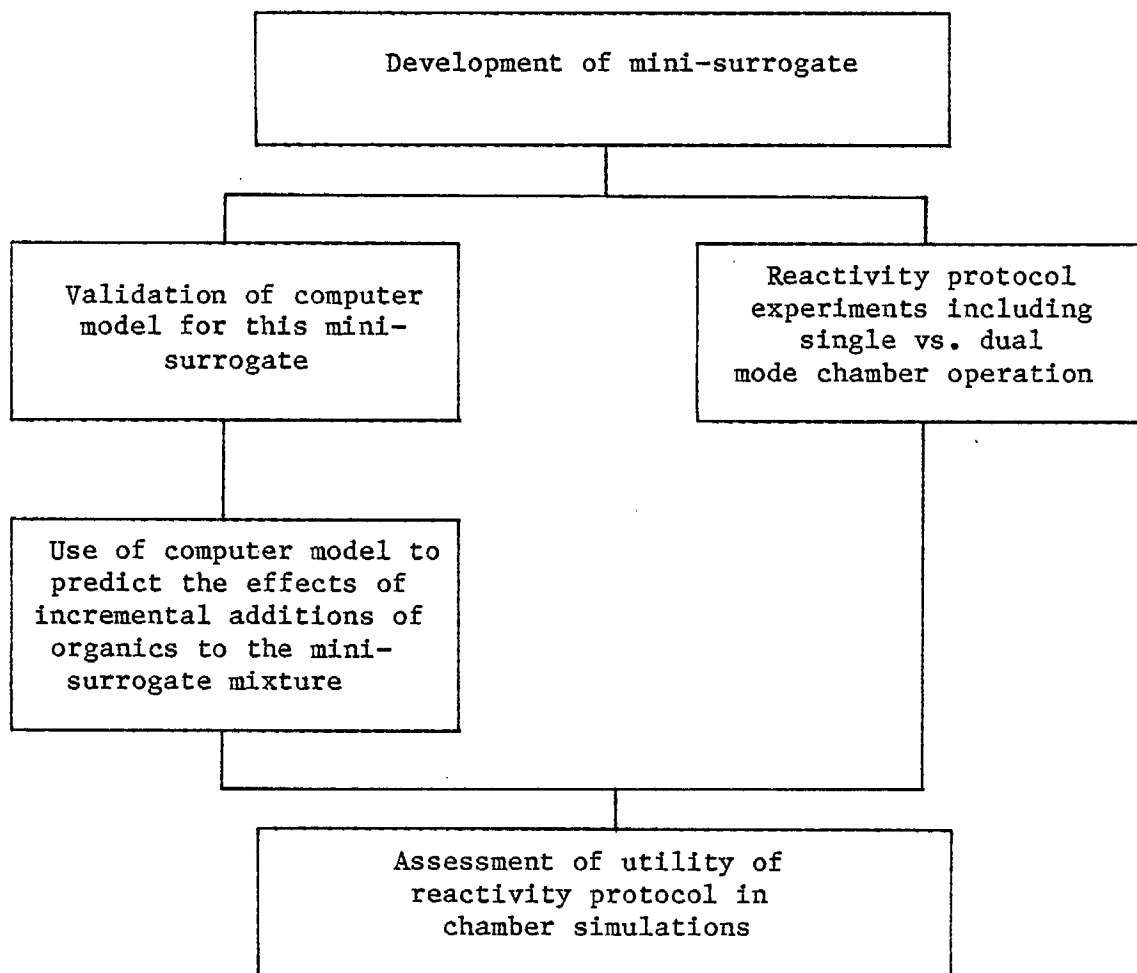 Development of mini-surrogate
Validation of computer
model for this mini-
surrogate
Reactivity protocol
experiments including
single vs. dual
mode chamber operation
Use of computer model to
predict the effects of
incremental additions of
organics to the mini-
surrogate mixture
Assessment of utility of
reactivity protocol in
chamber simulations